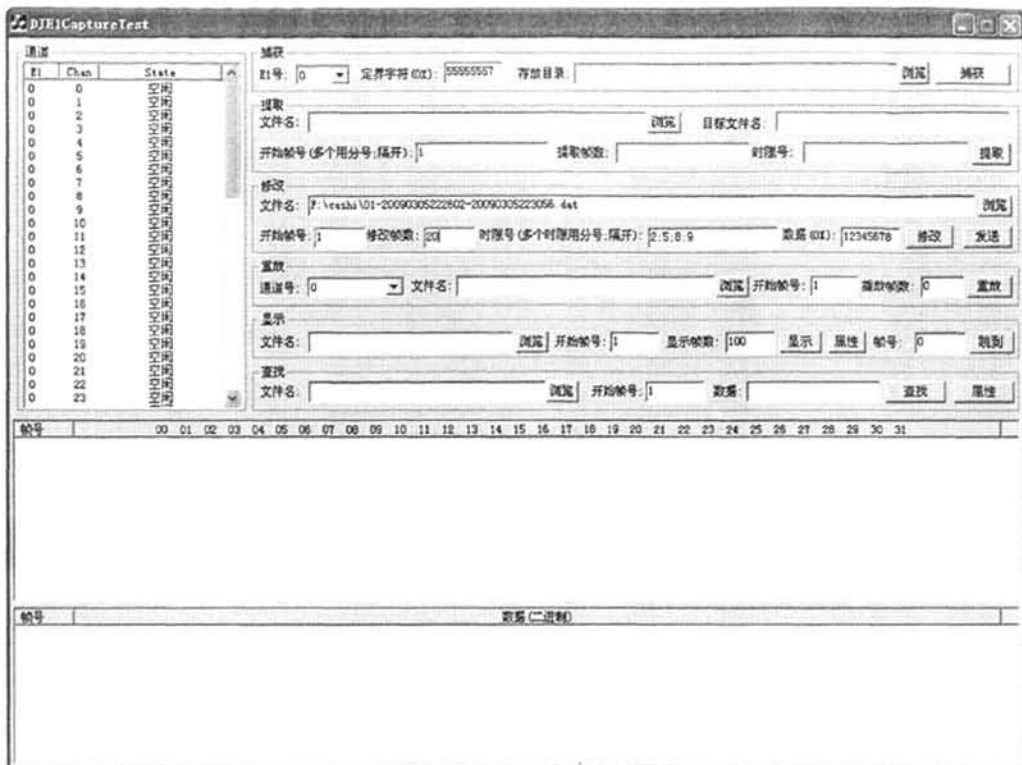 DJE1CaptureTest
通道
E1 Chan State
0 0 空闲
0 1 空闲
0 2 空闲
0 3 空闲
0 4 空闲
0 5 空闲
0 6 空闲
0 7 空闲
0 8 空闲
0 9 空闲
0 10 空闲
0 11 空闲
0 12 空闲
0 13 空闲
0 14 空闲
0 15 空闲
0 16 空闲
0 17 空闲
0 18 空闲
0 19 空闲
0 20 空闲
0 21 空闲
0 22 空闲
0 23 空闲
捕获
E1号: 0 定界字符(0X): 55555557 存放目录: 浏览 捕获
提取
文件名: 浏览 目标文件名:
开始帧号(多个用分号;隔开): 1 提取帧数: 时隙号: 提取
修改
文件名: F:\ceshi\01-20090305222602-20090305223056.dat 浏览
开始帧号: 1 修改帧数: 20 时隙号(多个时隙用分号;隔开): 2;5;8;9 数据(0X): 12345678 修改 发送
重放
通道号: 0 文件名: 浏览 开始帧号: 1 播放帧数: 0 重放
显示
文件名: 浏览 开始帧号: 1 显示帧数: 100 显示 属性 帧号: 0 跳到
查找
文件名: 浏览 开始帧号: 1 数据: 查找 属性
帧号 00 01 02 03 04 05 06 07 08 09 10 11 12 13 14 15 16 17 18 19 20 21 22 23 24 25 26 27 28 29 30 31
帧号 数据(二进制)